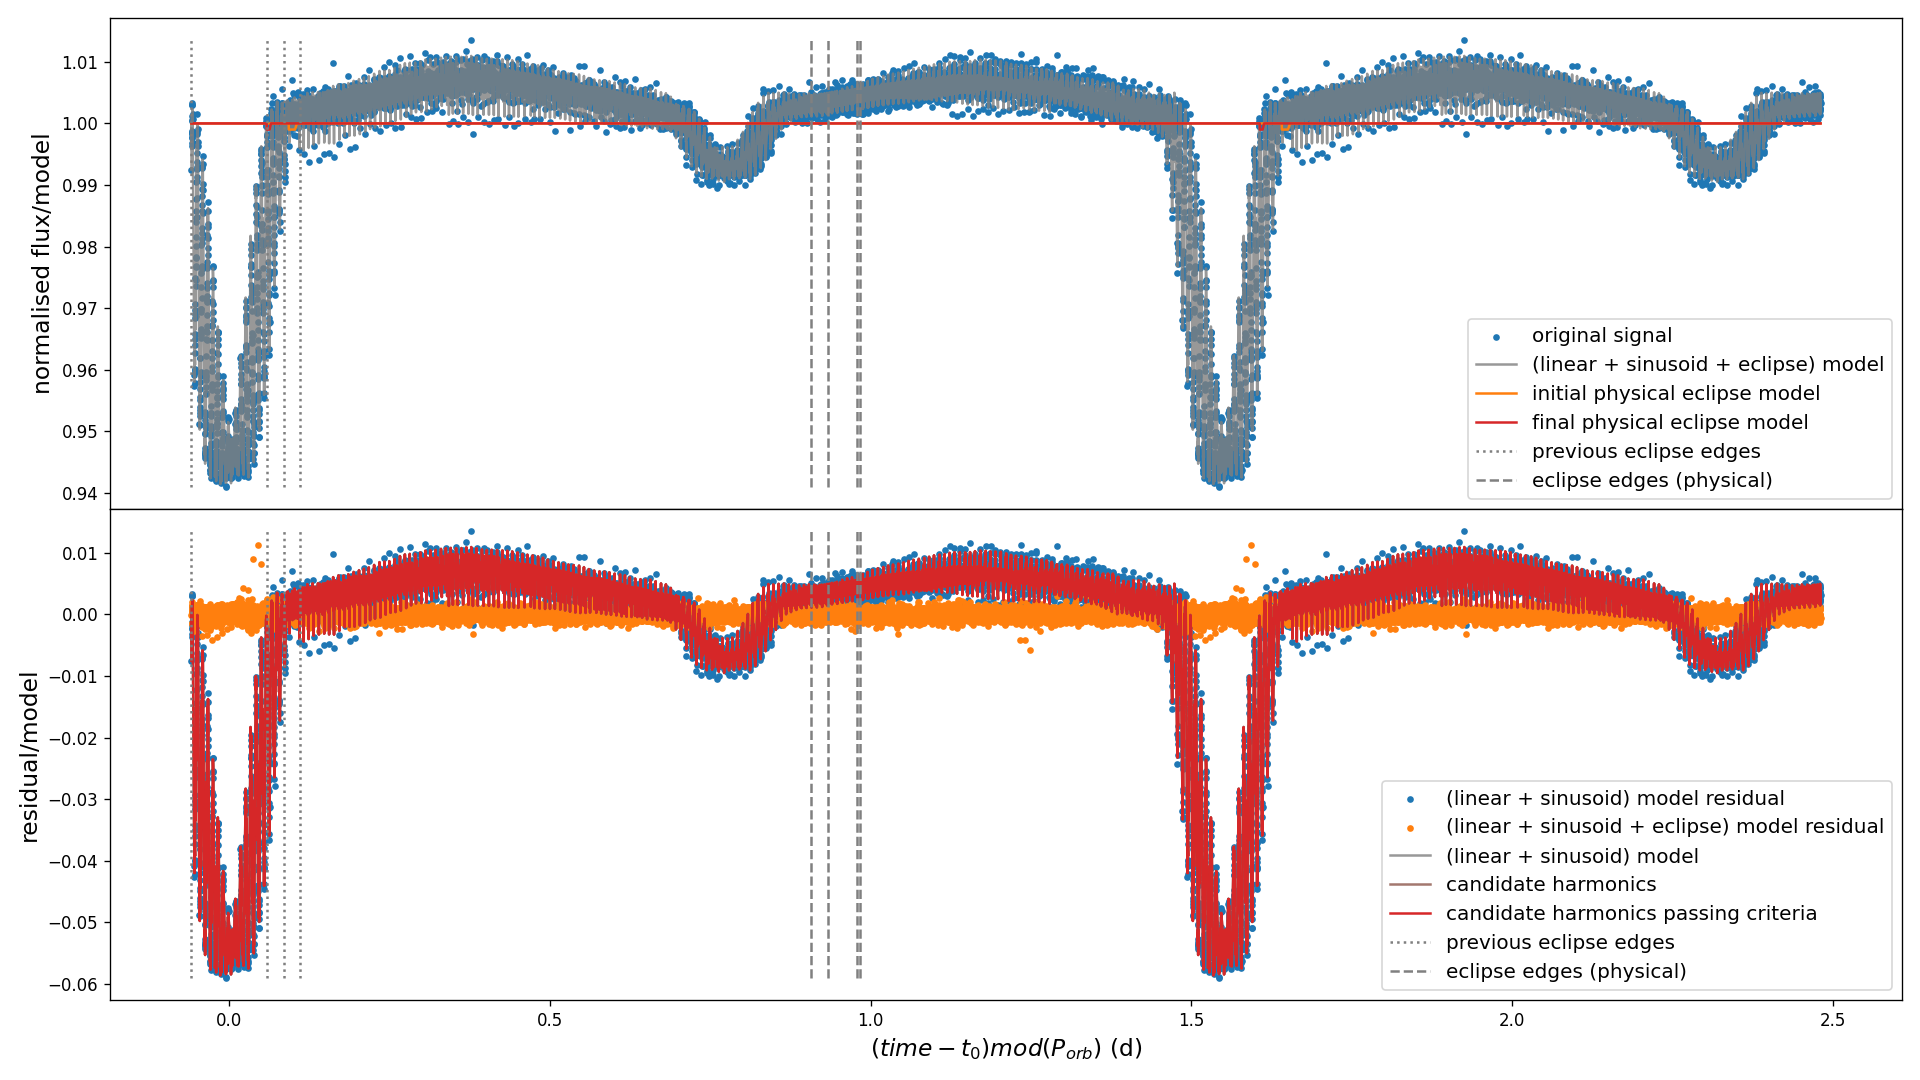 normalised flux/model
1.01
1.00
0.99
0.98
0.97
0.96
0.95
0.94
original signal
(linear + sinusoid + eclipse) model
initial physical eclipse model
final physical eclipse model
previous eclipse edges
eclipse edges (physical)
residual/model
0.01
0.00
−0.01
−0.02
−0.03
−0.04
−0.05
−0.06
(linear + sinusoid) model residual
(linear + sinusoid + eclipse) model residual
(linear + sinusoid) model
candidate harmonics
candidate harmonics passing criteria
previous eclipse edges
eclipse edges (physical)
0.0 0.5 1.0 1.5 2.0 2.5
(time − t₀)mod(Pₒᵣb) (d)